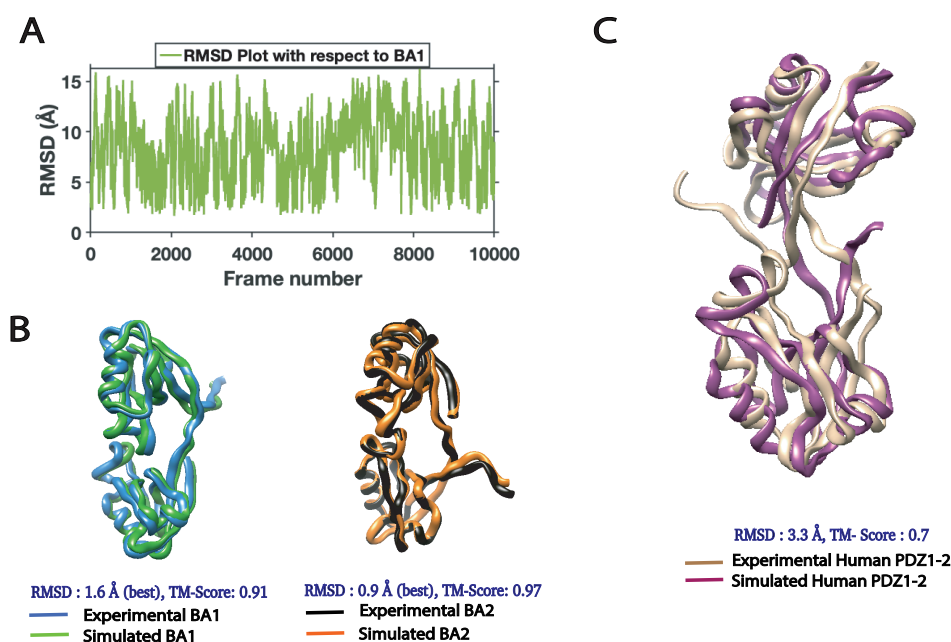 A
RMSD Plot with respect to BA1
RMSD (Å)
15
10
5
0
0 2000 4000 6000 8000 10000
Frame number
B
RMSD : 1.6 Å (best), TM-Score: 0.91
Experimental BA1
Simulated BA1
RMSD : 0.9 Å (best), TM-Score: 0.97
Experimental BA2
Simulated BA2
C
RMSD : 3.3 Å, TM- Score : 0.7
Experimental Human PDZ1-2
Simulated Human PDZ1-2